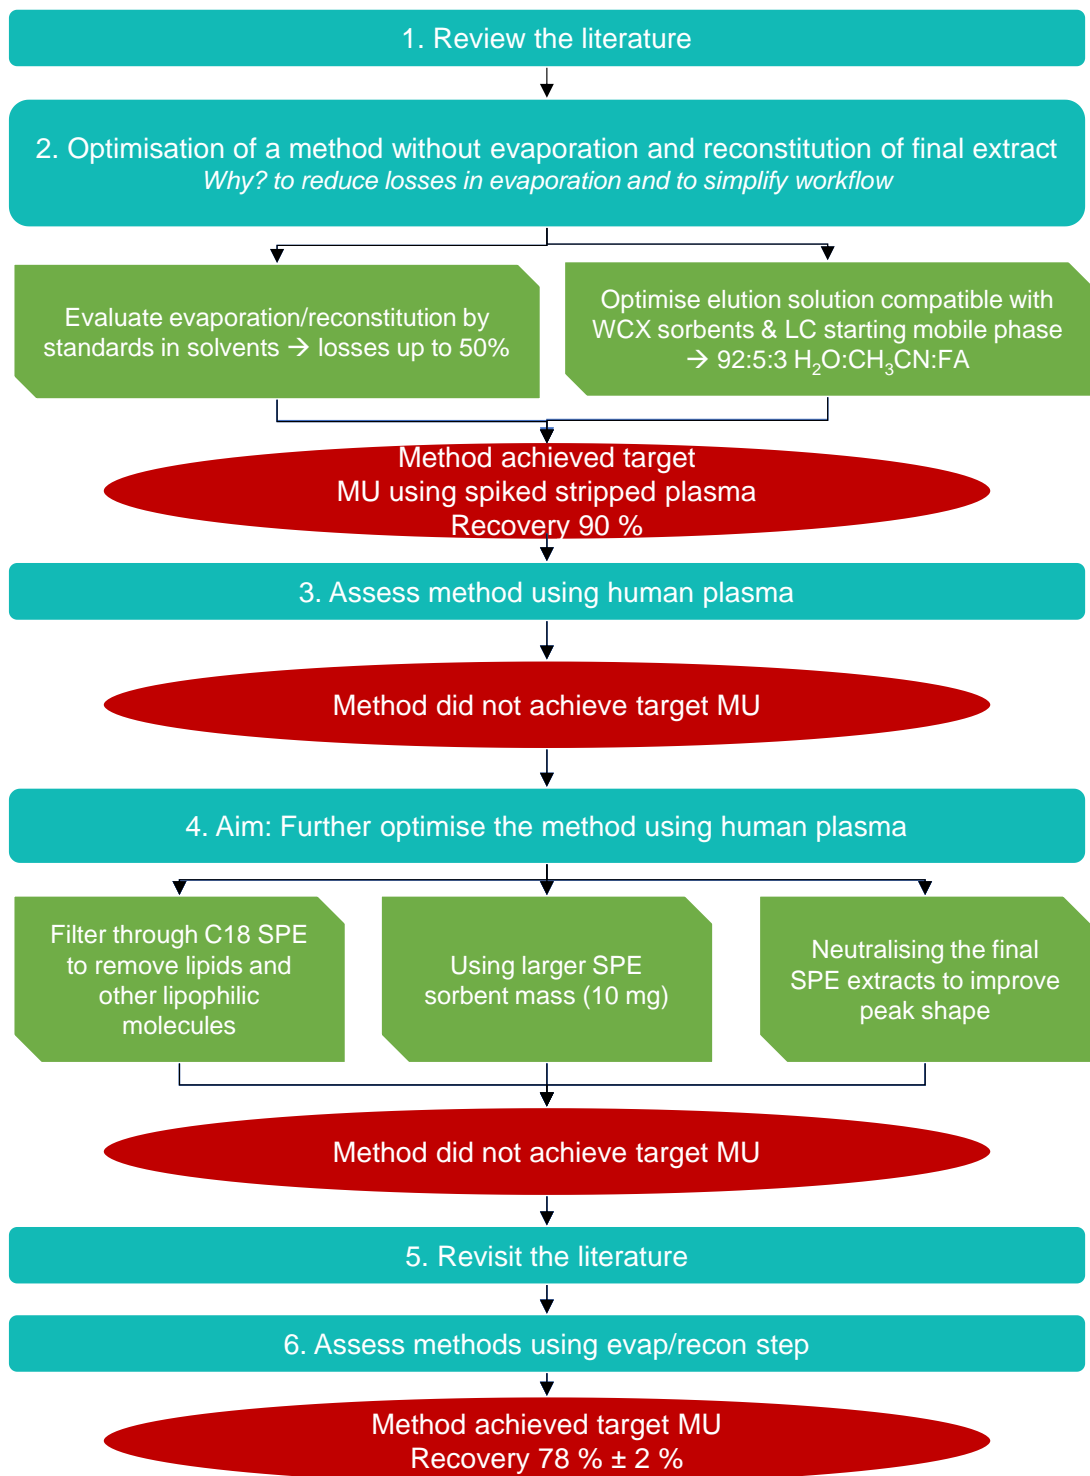 1. Review the literature
2. Optimisation of a method without evaporation and reconstitution of final extract
Why? to reduce losses in evaporation and to simplify workflow
Evaluate evaporation/reconstitution by
standards in solvents → losses up to 50%
Optimise elution solution compatible with
WCX sorbents & LC starting mobile phase
→ 92:5:3 H₂O:CH₃CN:FA
Method achieved target
MU using spiked stripped plasma
Recovery 90 %
3. Assess method using human plasma
Method did not achieve target MU
4. Aim: Further optimise the method using human plasma
Filter through C18 SPE
to remove lipids and
other lipophilic
molecules
Using larger SPE
sorbent mass (10 mg)
Neutralising the final
SPE extracts to improve
peak shape
Method did not achieve target MU
5. Revisit the literature
6. Assess methods using evap/recon step
Method achieved target MU
Recovery 78 % ± 2 %